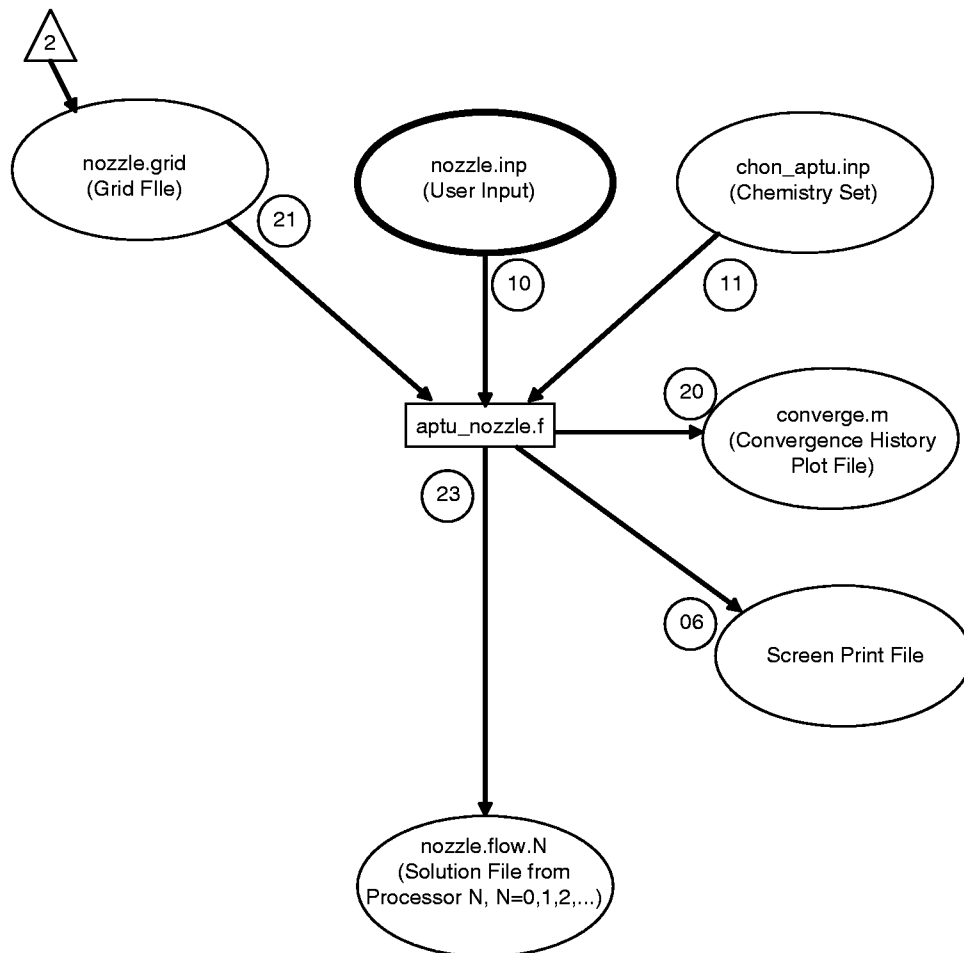 2
nozzle.grid
(Grid FIle)
nozzle.inp
(User Input)
chon_aptu.inp
(Chemistry Set)
21
10
11
20
aptu_nozzle.f
converge.m
(Convergence History
Plot File)
23
06
Screen Print File
nozzle.flow.N
(Solution File from
Processor N, N=0,1,2,...)